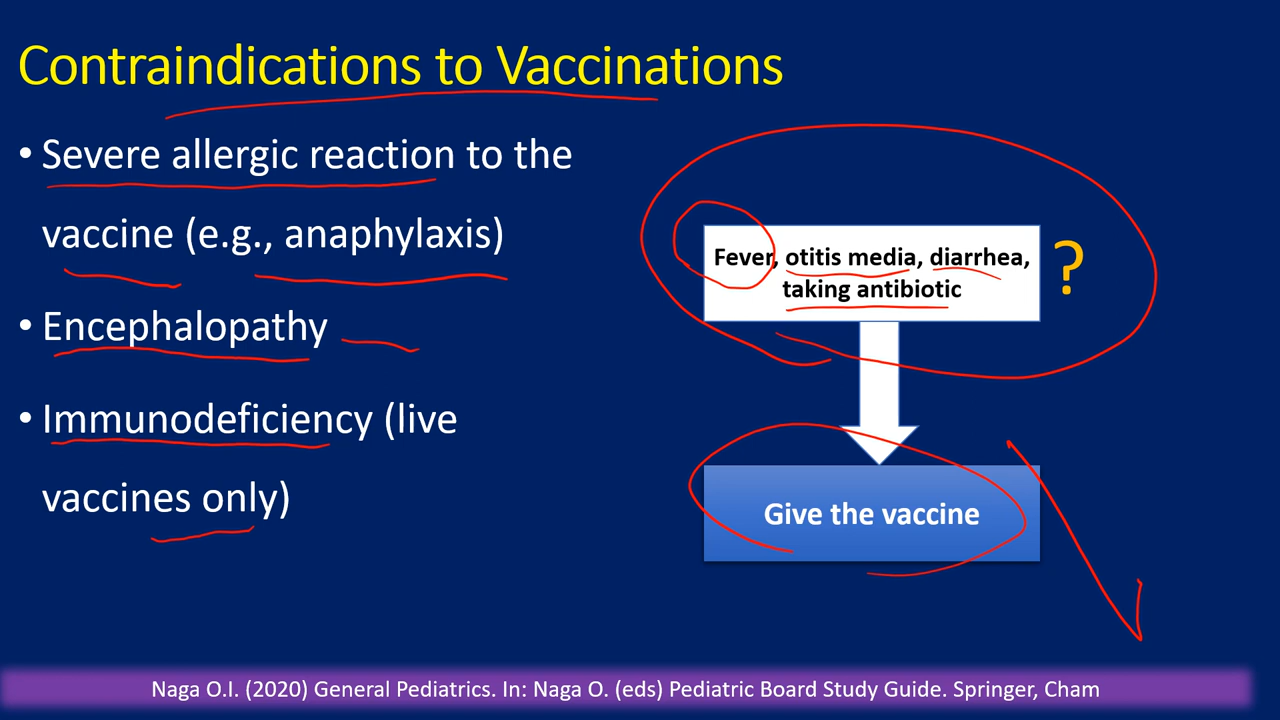 Contraindications to Vaccinations
• Severe allergic reaction to the
vaccine (e.g., anaphylaxis)
• Encephalopathy
• Immunodeficiency (live
vaccines only)
Fever, otitis media, diarrhea,
taking antibiotic
?
Give the vaccine
Naga O.I. (2020) General Pediatrics. In: Naga O. (eds) Pediatric Board Study Guide. Springer, Cham